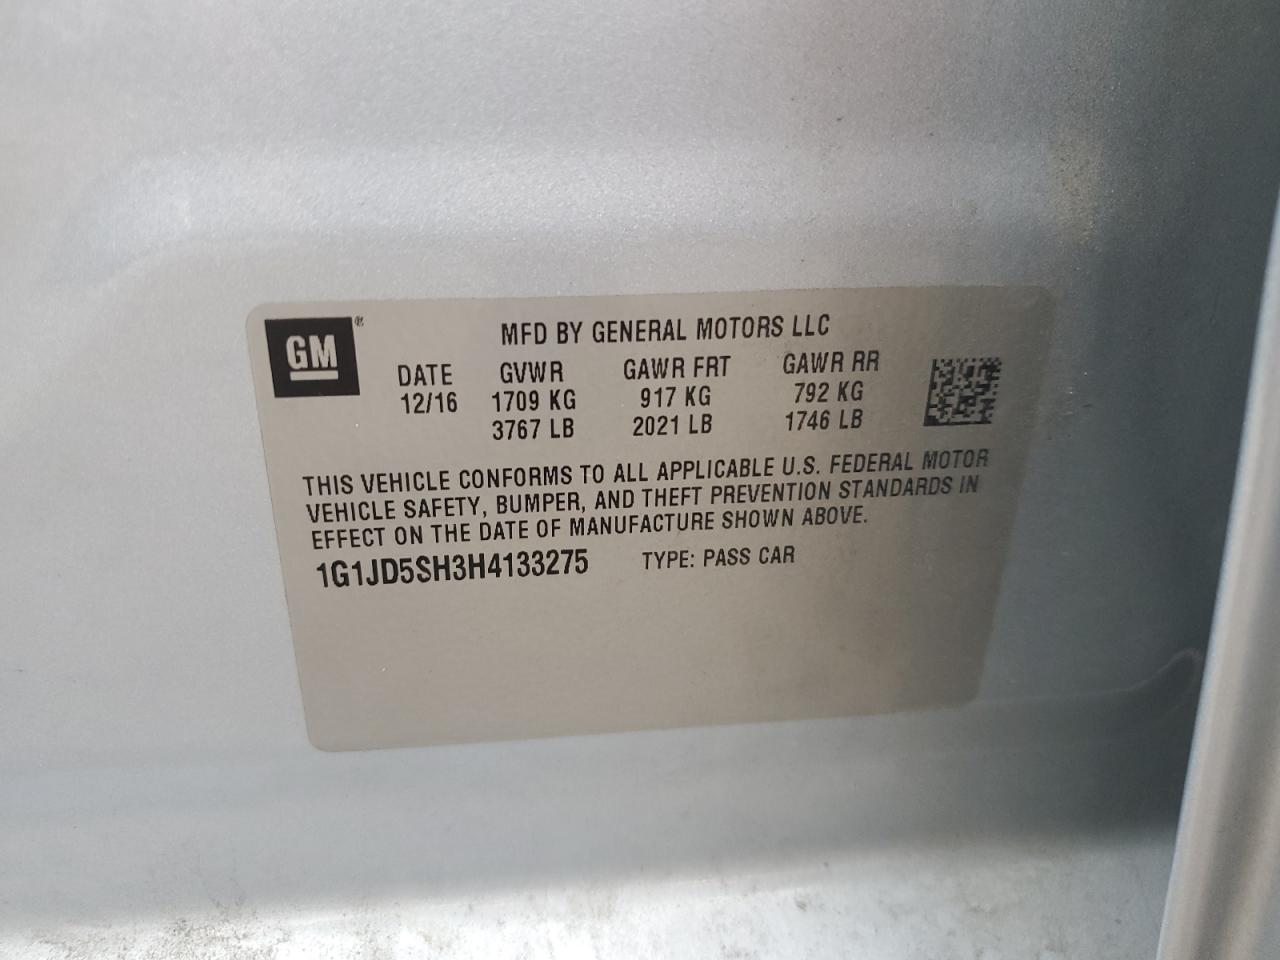 GM®
MFD BY GENERAL MOTORS LLC
DATE GVWR GAWR FRT GAWR RR
12/16 1709 KG 917 KG 792 KG
3767 LB 2021 LB 1746 LB
THIS VEHICLE CONFORMS TO ALL APPLICABLE U.S. FEDERAL MOTOR
VEHICLE SAFETY, BUMPER, AND THEFT PREVENTION STANDARDS IN
EFFECT ON THE DATE OF MANUFACTURE SHOWN ABOVE.
1G1JD5SH3H4133275 TYPE: PASS CAR